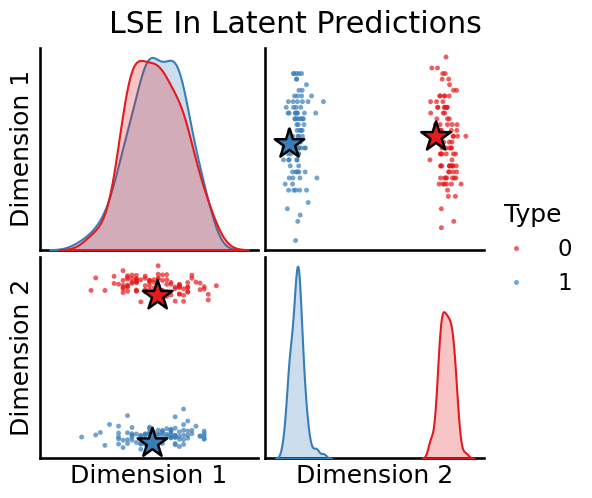 LSE In Latent Predictions
Dimension 1
Dimension 2
Dimension 1
Dimension 2
Type
0
1